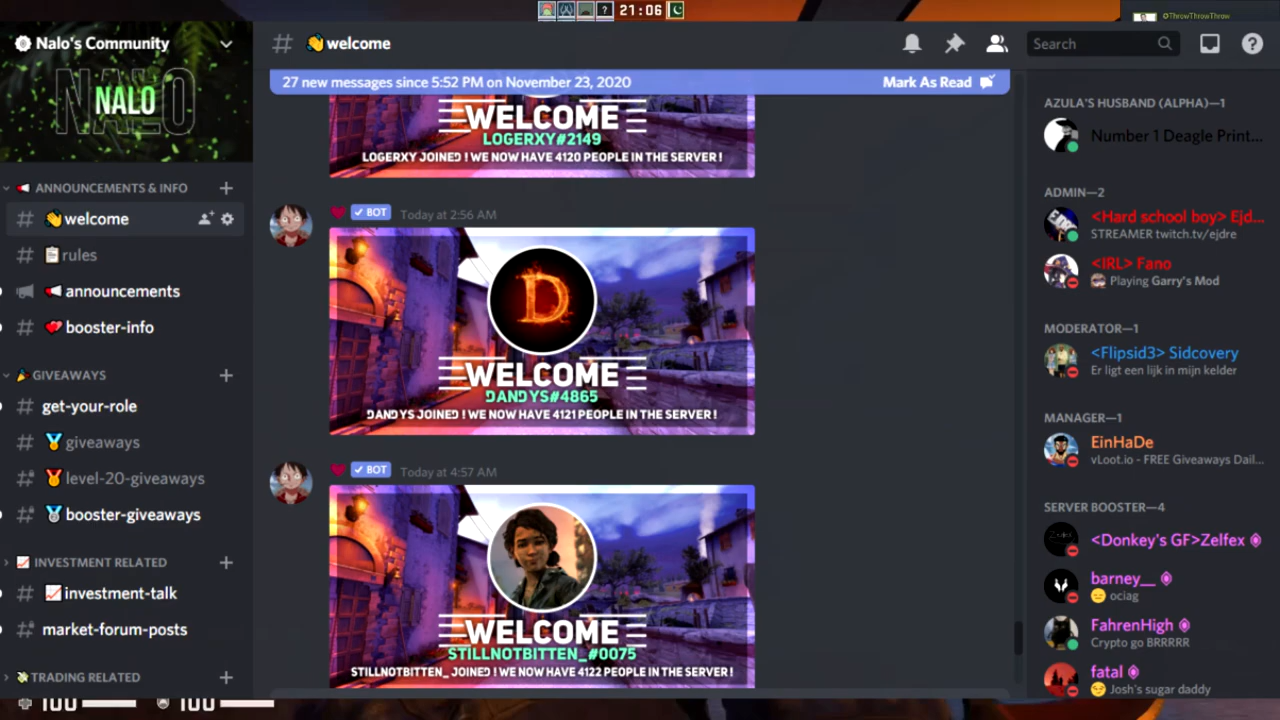 21:06
@ThrowThrowThrow
Nalo's Community
NALO
welcome
Search
27 new messages since 5:52 PM on November 23, 2020
Mark As Read
ANNOUNCEMENTS & INFO
welcome
rules
announcements
booster-info
GIVEAWAYS
get-your-role
giveaways
level-20-giveaways
booster-giveaways
INVESTMENT RELATED
investment-talk
market-forum-posts
TRADING RELATED
100
100
WELCOME
LOGERXY#2149
LOGERXY JOINED ! WE NOW HAVE 4120 PEOPLE IN THE SERVER !
BOT
Today at 2:56 AM
D
WELCOME
DANDYS#4865
DANDYS JOINED ! WE NOW HAVE 4121 PEOPLE IN THE SERVER !
BOT
Today at 4:57 AM
WELCOME
STILLNOTBITTEN_#0075
STILLNOTBITTEN_ JOINED ! WE NOW HAVE 4122 PEOPLE IN THE SERVER !
AZULA'S HUSBAND (ALPHA)—1
Number 1 Deagle Print...
ADMIN—2
<Hard school boy> Ejd...
STREAMER twitch.tv/ejdre
<IRL> Fano
Playing Garry's Mod
MODERATOR—1
<Flipsid3> Sidcovery
Er ligt een lijk in mijn kelder
MANAGER—1
EinHaDe
vLoot.io - FREE Giveaways Dail...
SERVER BOOSTER—4
<Donkey's GF>Zelfex
barney__
ociag
FahrenHigh
Crypto go BRRRRR
fatal
Josh's sugar daddy